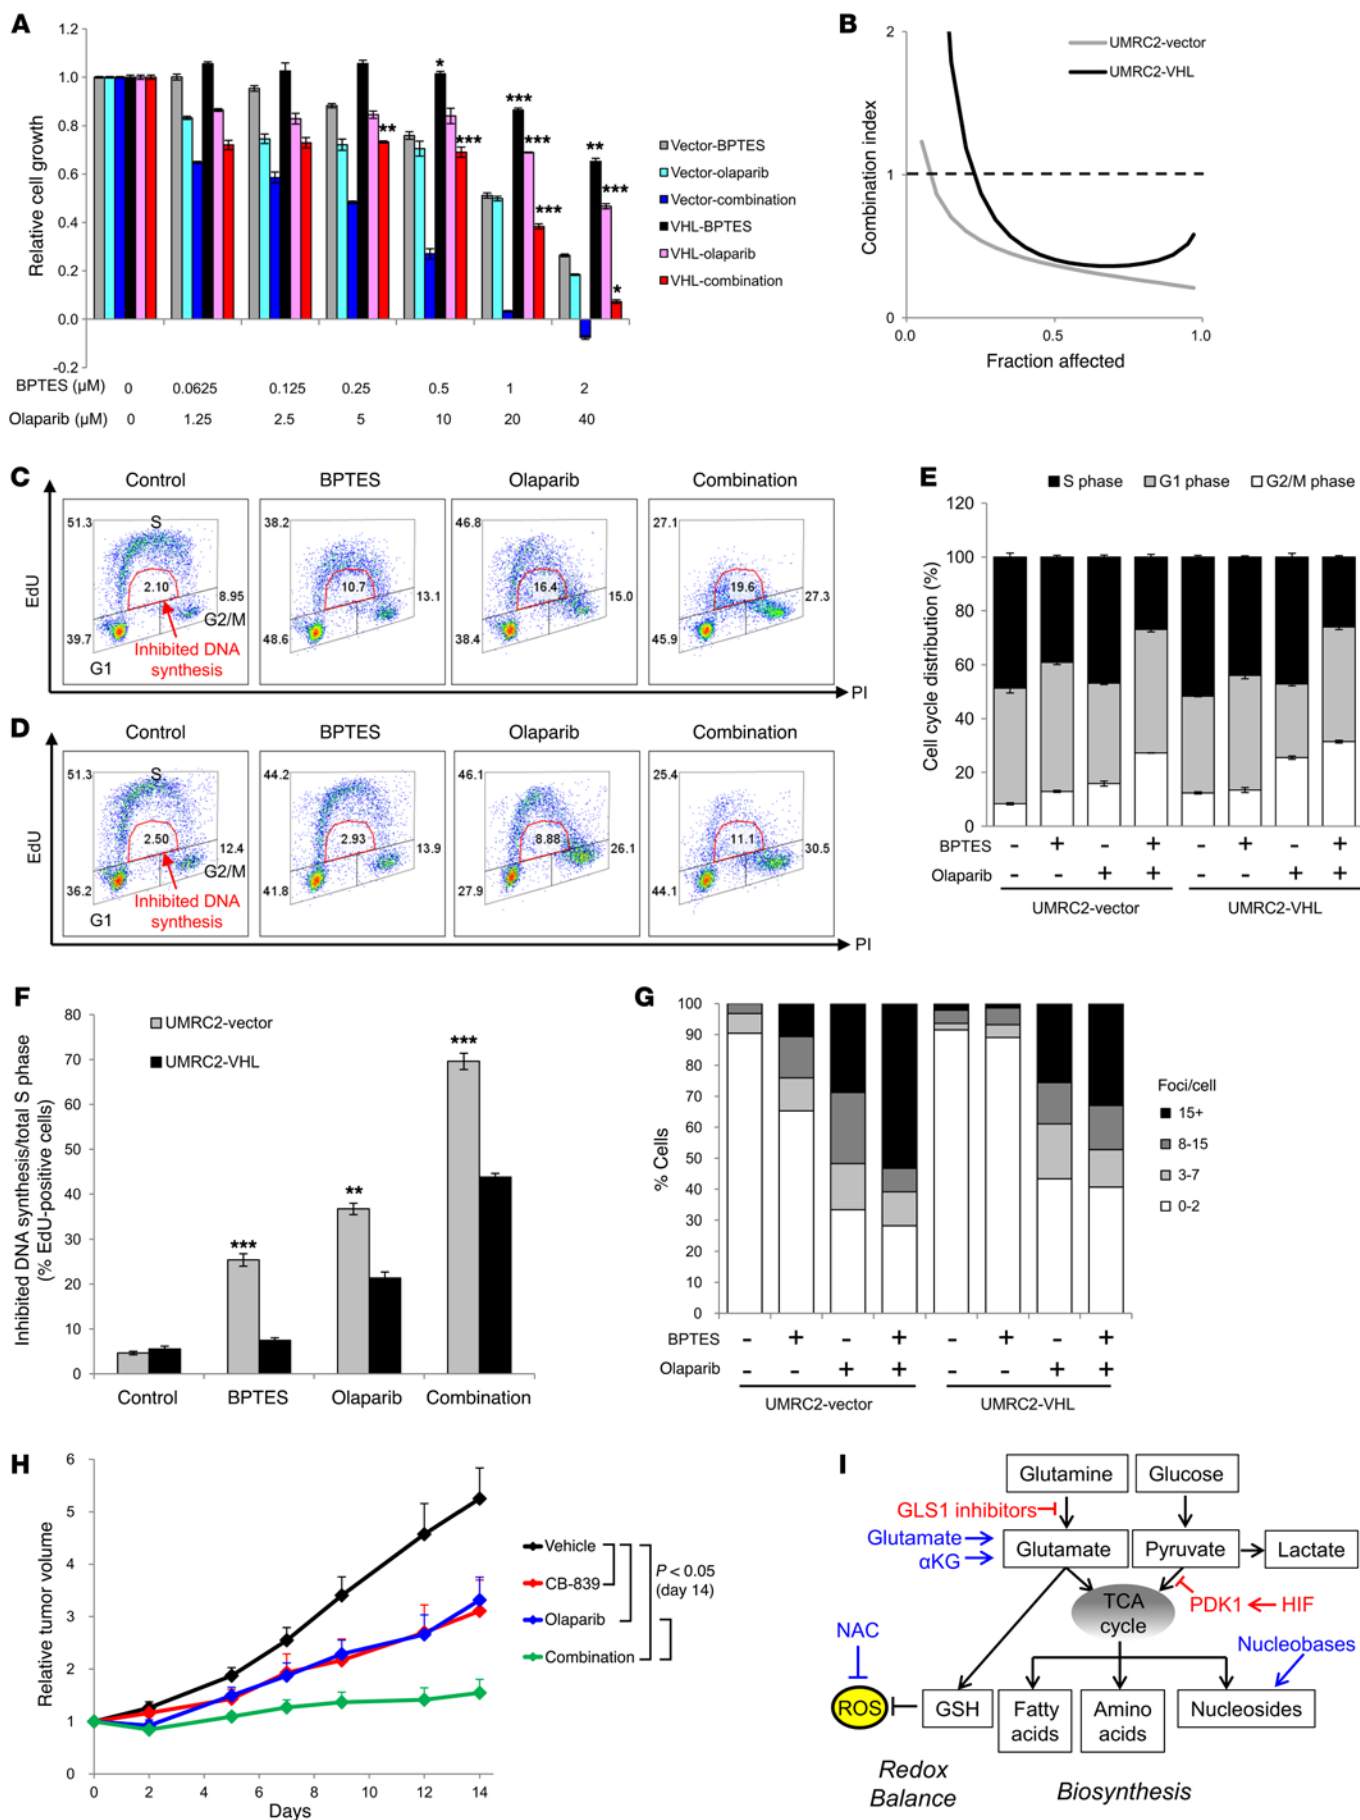 A
1.2
1.0
0.8
0.6
0.4
0.2
0.0
-0.2
Relative cell growth
* *** **
** *** *** ***
*** *
Vector-BPTES
Vector-olaparib
Vector-combination
VHL-BPTES
VHL-olaparib
VHL-combination
BPTES (µM) 0 0.0625 0.125 0.25 0.5 1 2
Olaparib (µM) 0 1.25 2.5 5 10 20 40
B
2
1
0
Combination index
UMRC2-vector
UMRC2-VHL
0.0 0.5 1.0
Fraction affected
C
Control BPTES Olaparib Combination
EdU
51.3 S 2.10 8.95 39.7 G2/M G1
Inhibited DNA
synthesis
38.2 10.7 13.1 48.6
46.8 16.4 15.0 38.4
27.1 19.6 27.3 45.9
PI
D
Control BPTES Olaparib Combination
EdU
51.3 S 2.50 12.4 36.2 G2/M G1
Inhibited DNA
synthesis
44.2 2.93 13.9 41.8
46.1 8.88 26.1 27.9
25.4 11.1 30.5 44.1
PI
E
S phase G1 phase G2/M phase
120
100
80
60
40
20
0
Cell cycle distribution (%)
BPTES - + - + - + - +
Olaparib - - + + - - + +
UMRC2-vector UMRC2-VHL
F
80
70
60
50
40
30
20
10
0
Inhibited DNA synthesis/total S phase
(% EdU-positive cells)
UMRC2-vector
UMRC2-VHL
*** ** ***
Control BPTES Olaparib Combination
G
100
90
80
70
60
50
40
30
20
10
0
% Cells
Foci/cell
15+
8-15
3-7
0-2
BPTES - + - + - + - +
Olaparib - - + + - - + +
UMRC2-vector UMRC2-VHL
H
6
5
4
3
2
1
0
Relative tumor volume
Vehicle
CB-839
Olaparib
Combination
P < 0.05
(day 14)
0 2 4 6 8 10 12 14
Days
I
Glutamine Glucose
GLS1 inhibitors
Glutamate
αKG
Glutamate Pyruvate Lactate
TCA
cycle
PDK1 HIF
NAC
Nucleobases
ROS GSH
Fatty
acids
Amino
acids
Nucleosides
Redox
Balance
Biosynthesis